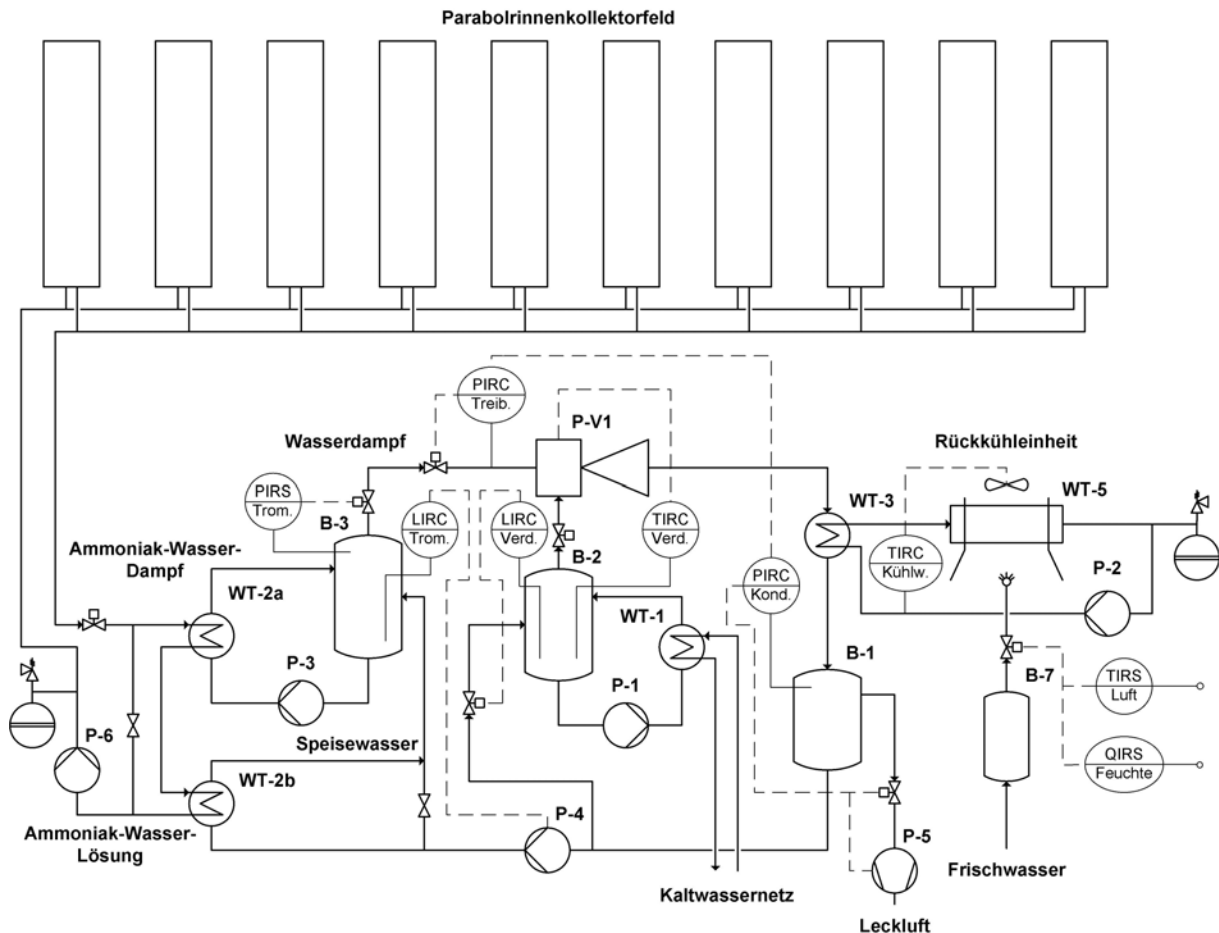 Parabolrinnenkollektorfeld
PIRC
Treib.
P-V1
Wasserdampf
Rückkühleinheit
PIRS
Trom.
B-3
LIRC
Trom.
LIRC
Verd.
TIRC
Verd.
WT-3
WT-5
B-2
Ammoniak-Wasser-
Dampf
PIRC
Kond.
TIRC
Kühlw.
P-2
WT-2a
WT-1
B-1
P-3
P-1
B-7
TIRS
Luft
P-6
Speisewasser
QIRS
Feuchte
WT-2b
P-4
Ammoniak-Wasser-
Lösung
P-5
Frischwasser
Kaltwassernetz
Leckluft